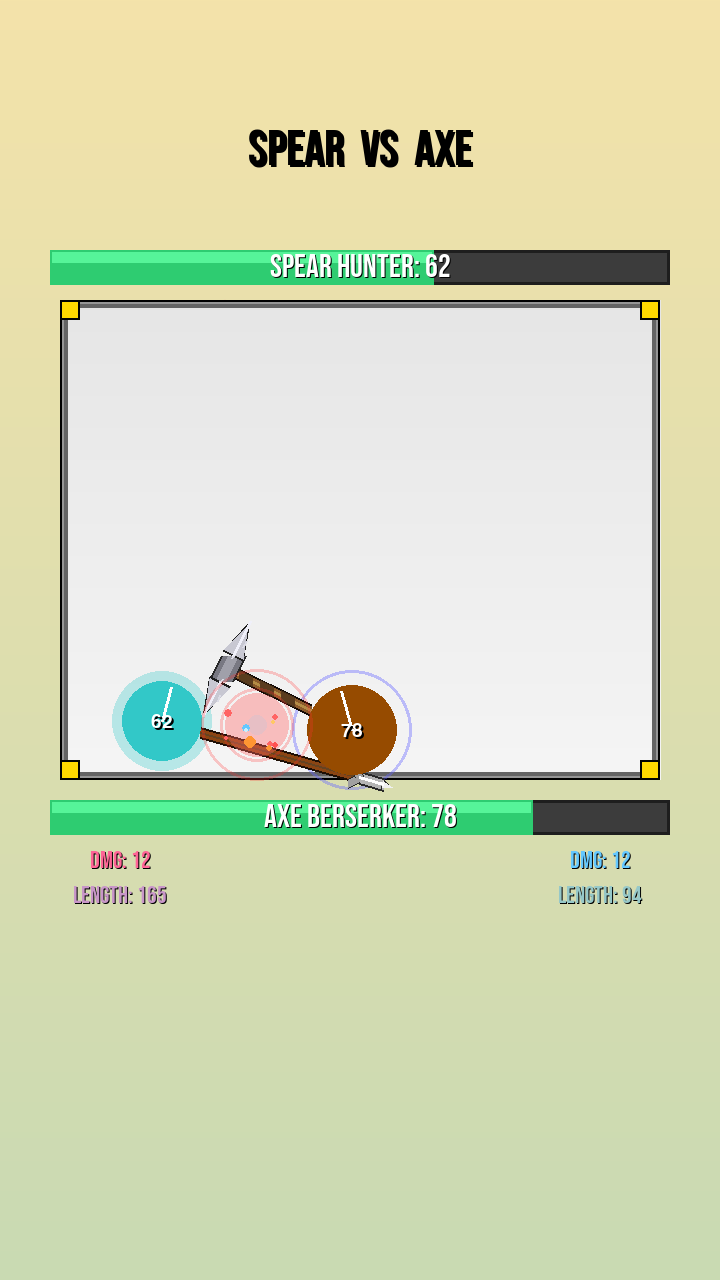 SPEAR VS AXE
SPEAR HUNTER: 62
62
78
AXE BERSERKER: 78
DMG: 12
DMG: 12
LENGTH: 165
LENGTH: 94